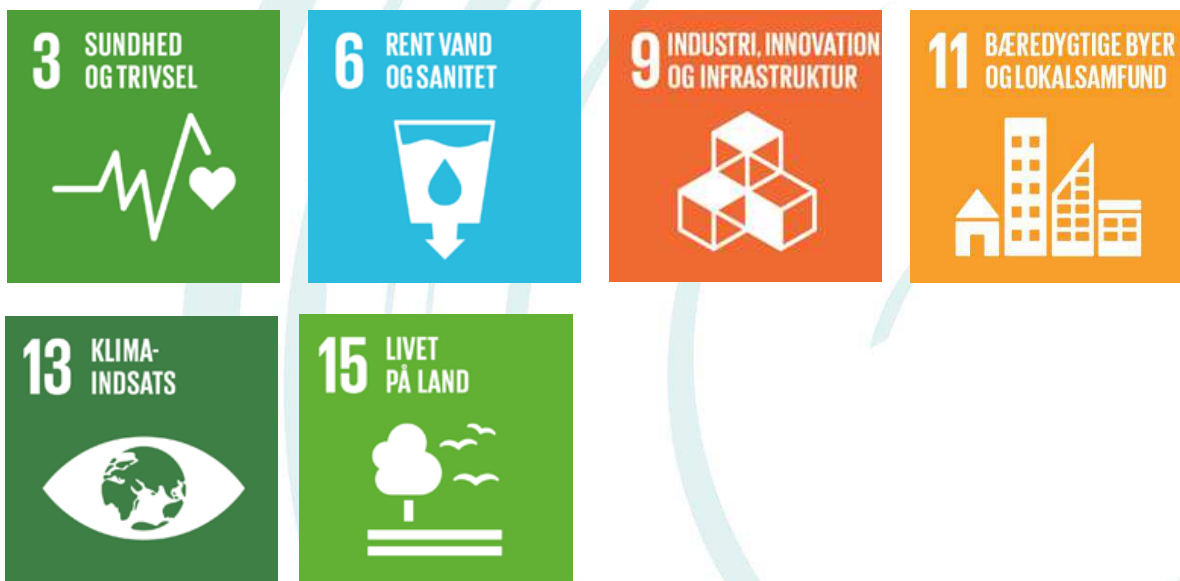 3 SUNDHED
OG TRIVSEL
6 RENT VAND
OG SANITET
9 INDUSTRI, INNOVATION
OG INFRASTRUKTUR
11 BÆREDYGTIGE BYER
OG LOKALSAMFUND
13 KLIMA-
INDSATS
15 LIVET
PÅ LAND